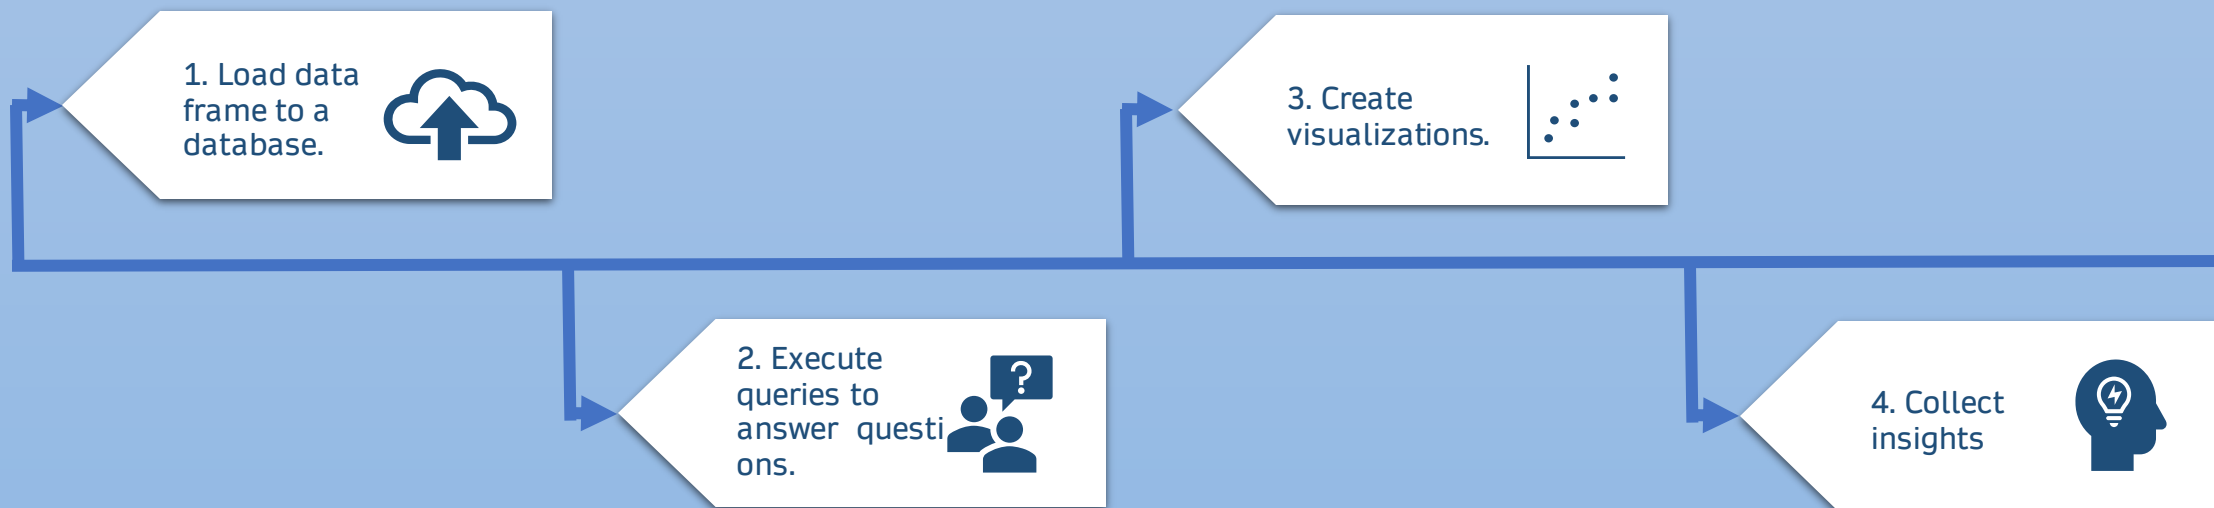 1. Load data
frame to a
database.
2. Execute
queries to
answer  questi
ons.
?
3. Create
visualizations.
4. Collect
insights